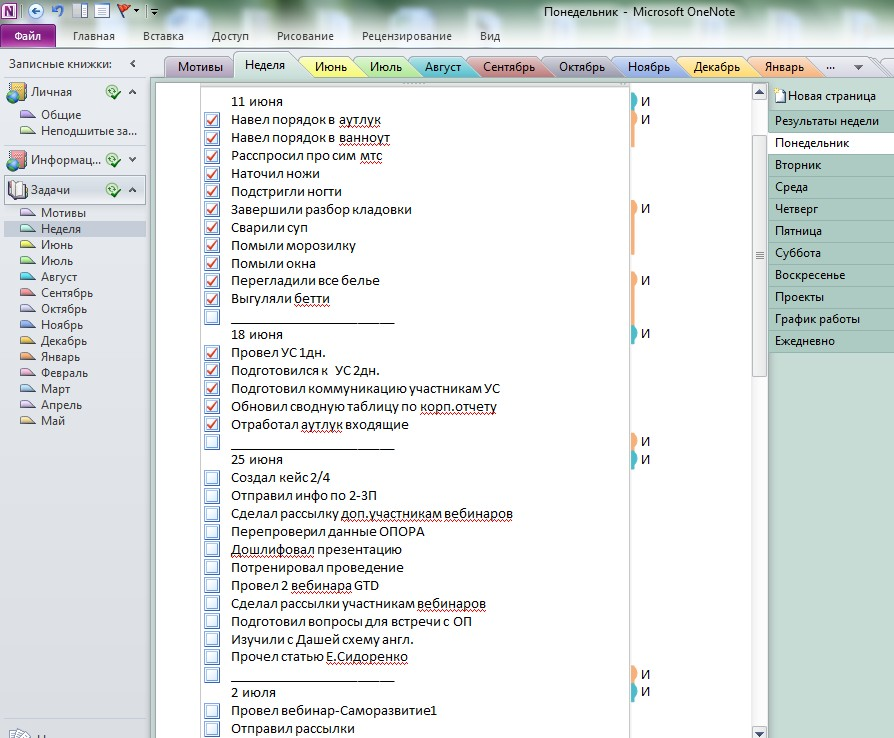 Понедельник - Microsoft OneNote
Файл Главная Вставка Доступ Рисование Рецензирование Вид
Записные книжки:
Личная
Общие
Неподшитые за...
Информац...
Задачи
Мотивы
Неделя
Июнь
Июль
Август
Сентябрь
Октябрь
Ноябрь
Декабрь
Январь
Февраль
Март
Апрель
Май
Мотивы Неделя Июнь Июль Август Сентябрь Октябрь Ноябрь Декабрь Январь ...
11 июня И
Навел порядок в аутлук И
Навел порядок в ванноут
Расспросил про сим мтс
Наточил ножи
Подстригли ногти
Завершили разбор кладовки И
Сварили суп
Помыли морозилку
Помыли окна
Перегладили все белье И
Выгуляли бетти
_______________________
18 июня И
Провел УС 1дн.
Подготовился к УС 2дн.
Подготовил коммуникацию участникам УС
Обновил сводную таблицу по корп.отчету
Отработал аутлук входящие
_______________________ И
25 июня И
Создал кейс 2/4
Отправил инфо по 2-3П
Сделал рассылку доп.участникам вебинаров
Перепроверил данные ОПОРА
Дошлифовал презентацию
Потренировал проведение
Провел 2 вебинара GTD
Сделал рассылки участникам вебинаров
Подготовил вопросы для встречи с ОП
Изучили с Дашей схему англ.
Прочел статью Е.Сидоренко
_______________________ И
2 июля И
Провел вебинар-Саморазвитие1
Отправил рассылки
Новая страница
Результаты недели
Понедельник
Вторник
Среда
Четверг
Пятница
Суббота
Воскресенье
Проекты
График работы
Ежедневно